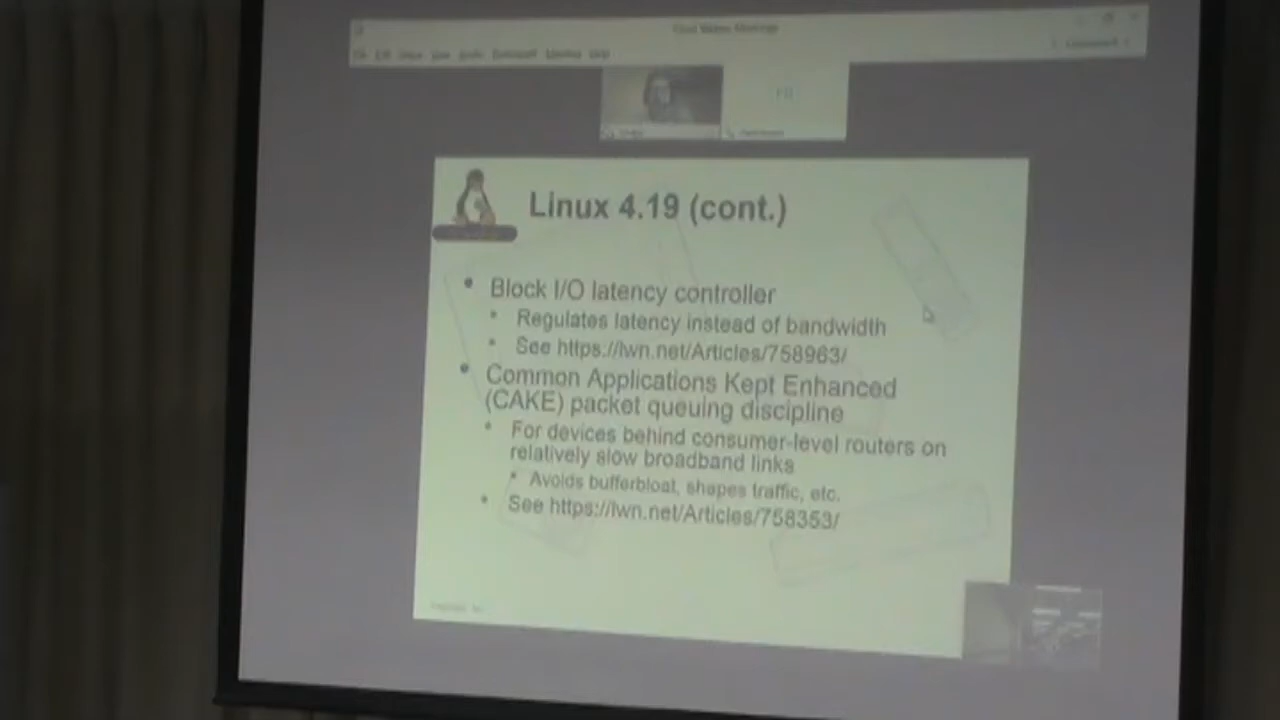 Linux 4.19 (cont.)
Block I/O latency controller
Regulates latency instead of bandwidth
See https://lwn.net/Articles/758963/
Common Applications Kept Enhanced
(CAKE) packet queuing discipline
For devices behind consumer-level routers on
relatively slow broadband links
Avoids bufferbloat, shapes traffic, etc.
See https://lwn.net/Articles/758353/